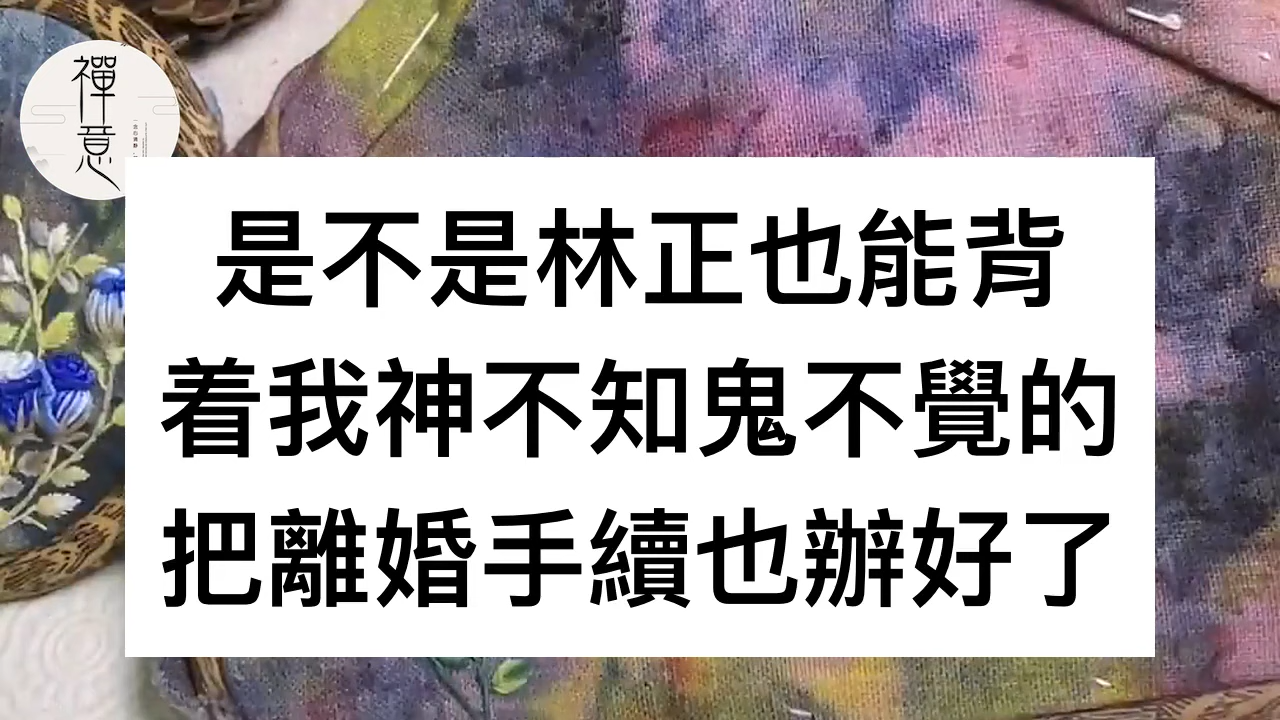 禪意
是不是林正也能背
着我神不知鬼不覺的
把離婚手續也辦好了